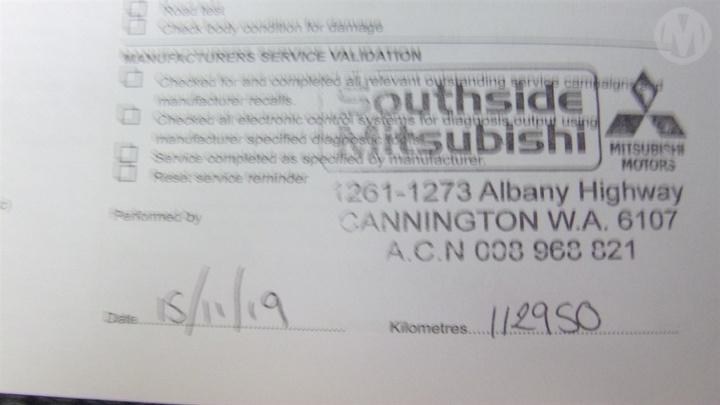 Road test
Check body condition for damage
MANUFACTURERS SERVICE VALIDATION
Checked for and completed all relevant outstanding service campaigns and
manufacturer recalls.
Checked all electronic control systems for diagnosis output using
manufacturer specified diagnostic
Service completed as specified by manufacturer.
Reset service reminder
Southside
Mitsubishi
MITSUBISHI
MOTORS
1261-1273 Albany Highway
CANNINGTON W.A. 6107
A.C.N 008 968 821
Performed by
Date 15/11/19
Kilometres 112950
M